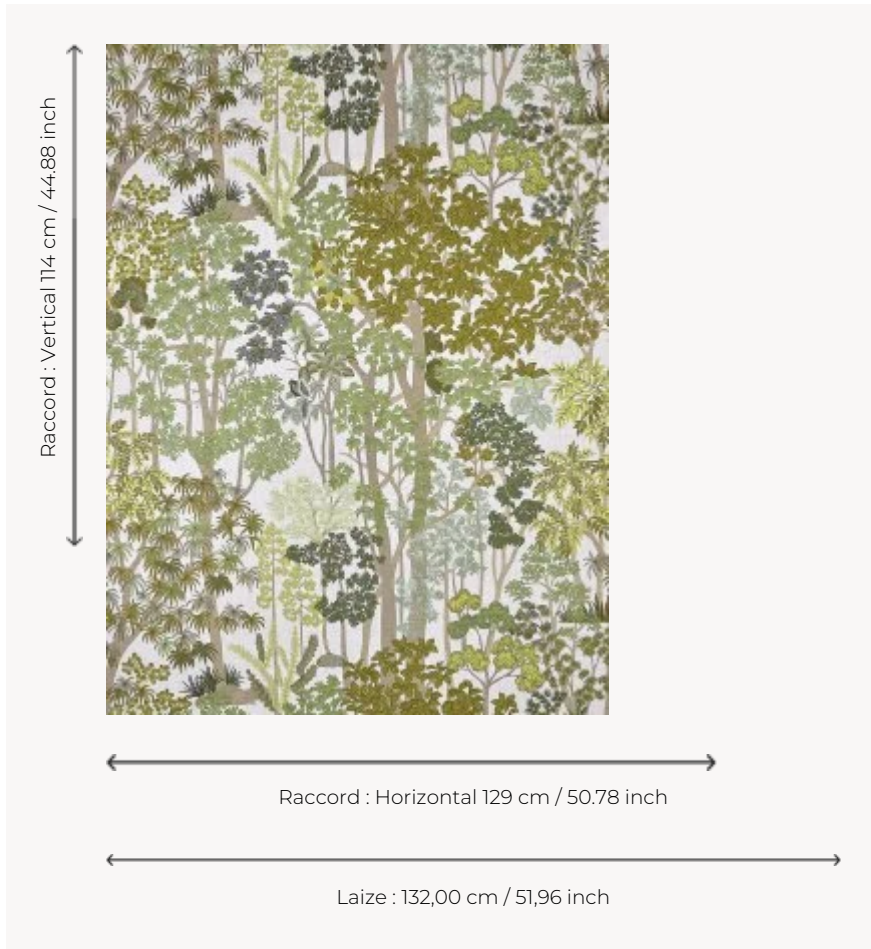 Raccord : Vertical 114 cm / 44.88 inch
Raccord : Horizontal 129 cm / 50.78 inch
Laize : 132,00 cm / 51,96 inch